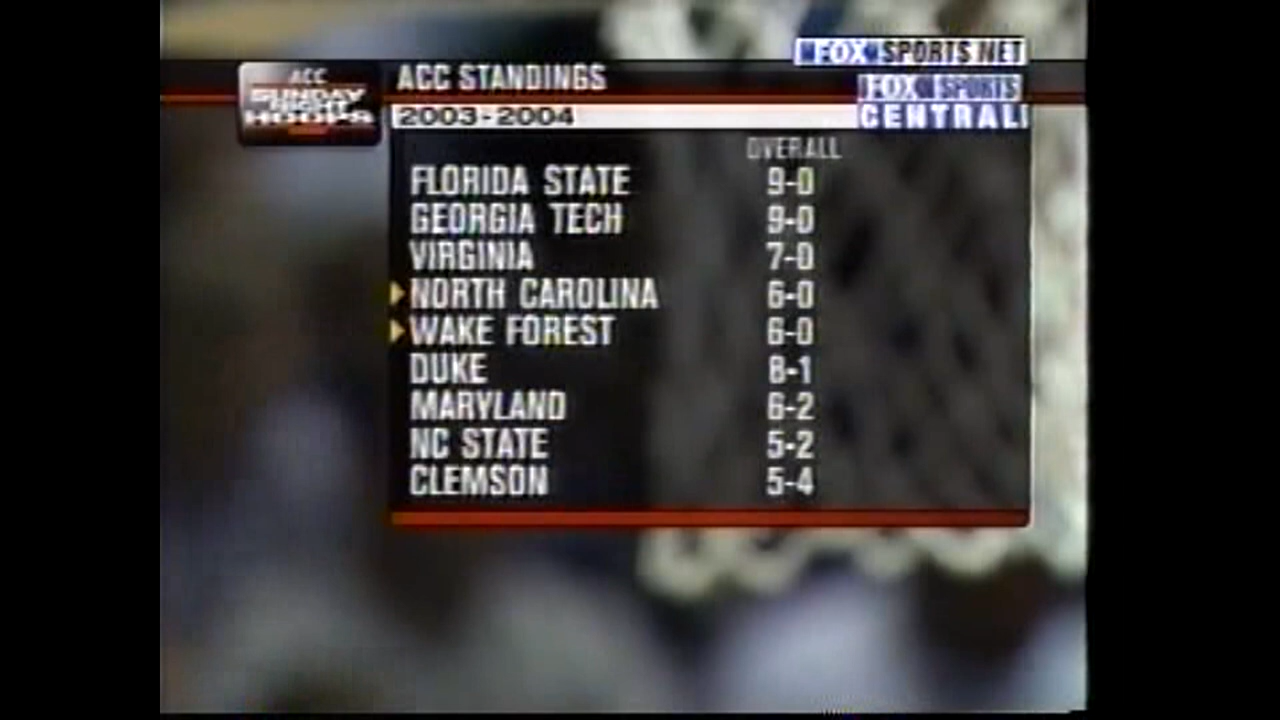 FOX SPORTS NET
ACC STANDINGS
FOX SPORTS
CENTRAL
ACC
SUNDAY
NIGHT
HOOPS
2003-2004
OVERALL
FLORIDA STATE 9-0
GEORGIA TECH 9-0
VIRGINIA 7-0
NORTH CAROLINA 6-0
WAKE FOREST 6-0
DUKE 8-1
MARYLAND 6-2
NC STATE 5-2
CLEMSON 5-4